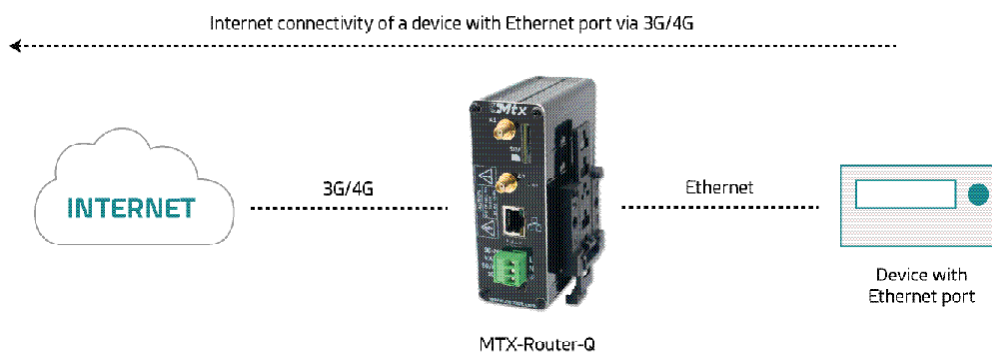 Internet connectivity of a device with Ethernet port via 3G/4G
Mtx
INTERNET
3G/4G
Ethernet
Device with
Ethernet port
MTX-Router-Q